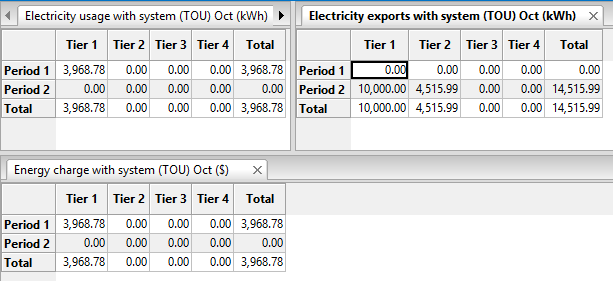 Electricity usage with system (TOU) Oct (kWh)
Tier 1 Tier 2 Tier 3 Tier 4 Total
Period 1 3,968.78 0.00 0.00 0.00 3,968.78
Period 2 0.00 0.00 0.00 0.00 0.00
Total 3,968.78 0.00 0.00 0.00 3,968.78
Electricity exports with system (TOU) Oct (kWh)
Tier 1 Tier 2 Tier 3 Tier 4 Total
Period 1 0.00 0.00 0.00 0.00 0.00
Period 2 10,000.00 4,515.99 0.00 0.00 14,515.99
Total 10,000.00 4,515.99 0.00 0.00 14,515.99
Energy charge with system (TOU) Oct ($)
Tier 1 Tier 2 Tier 3 Tier 4 Total
Period 1 3,968.78 0.00 0.00 0.00 3,968.78
Period 2 0.00 0.00 0.00 0.00 0.00
Total 3,968.78 0.00 0.00 0.00 3,968.78